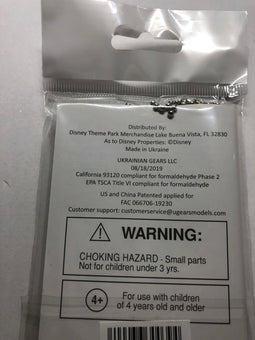 Distributed By:
Disney Theme Park Merchandise Lake Buena Vista, FL 32830
As to Disney Properties: ©Disney
Made in Ukraine
UKRAINIAN GEARS LLC
08/18/2019
California 93120 compliant for formaldehyde Phase 2
EPA TSCA Title VI compliant for formaldehyde
US and China Patented applied for
FAC 066706-19230
Customer support: customerservice@ugearsmodels.com
WARNING:
CHOKING HAZARD - Small parts
Not for children under 3 yrs.
4+
For use with children
of 4 years old and older